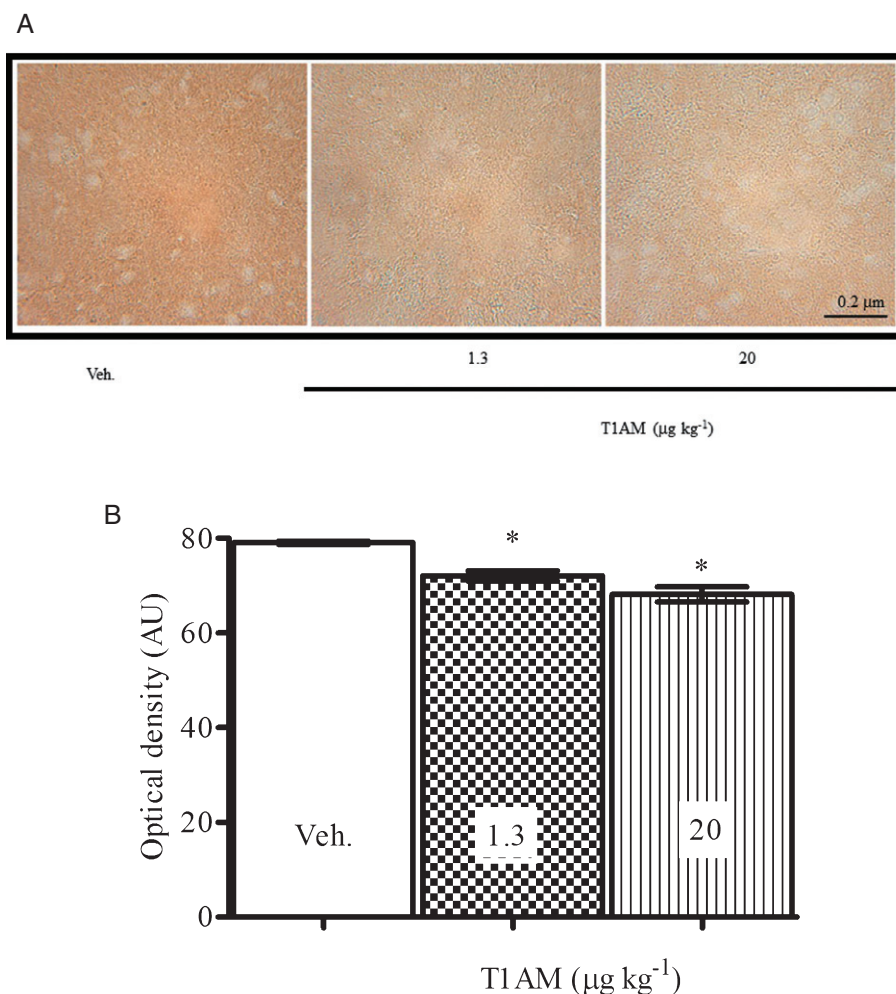 A
0.2 μm
Veh.
1.3
20
T1AM (μg kg-1)
B
Optical density (AU)
80
60
40
20
0
*
*
Veh.
1.3
20
T1AM (μg kg-1)